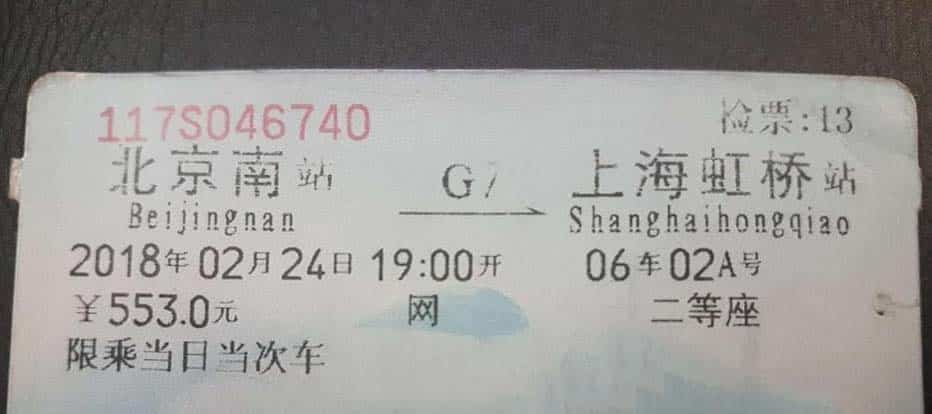 117S046740 检票:13
北京南站 G7 上海虹桥站
Beijingnan Shanghaihongqiao
2018年02月24日 19:00开 06车02A号
￥553.0元 网 二等座
限乘当日当次车